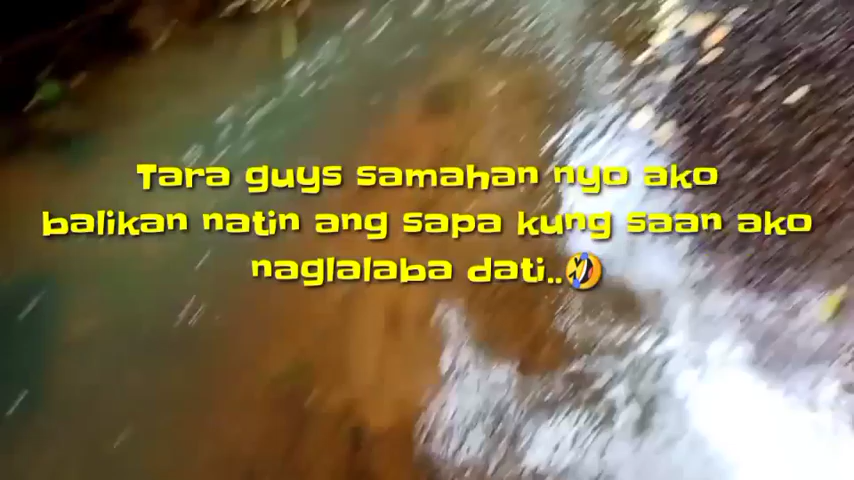 Tara guys samahan nyo ako
balikan natin ang sapa kung saan ako
naglalaba dati..🤣